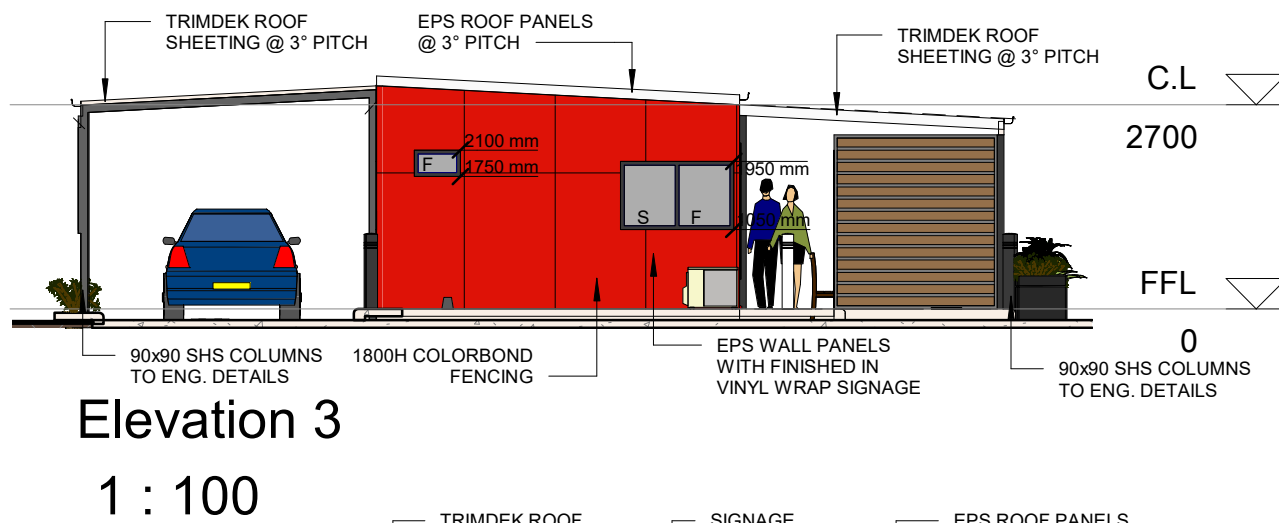 TRIMDEK ROOF
SHEETING @ 3° PITCH
EPS ROOF PANELS
@ 3° PITCH
TRIMDEK ROOF
SHEETING @ 3° PITCH
C.L
2700
2100 mm
F
1750 mm
950 mm
S
F
1050 mm
FFL
0
90x90 SHS COLUMNS
TO ENG. DETAILS
1800H COLORBOND
FENCING
EPS WALL PANELS
WITH FINISHED IN
VINYL WRAP SIGNAGE
90x90 SHS COLUMNS
TO ENG. DETAILS
Elevation 3
1 : 100
TRIMDEK ROOF
SIGNAGE
EPS ROOF PANELS